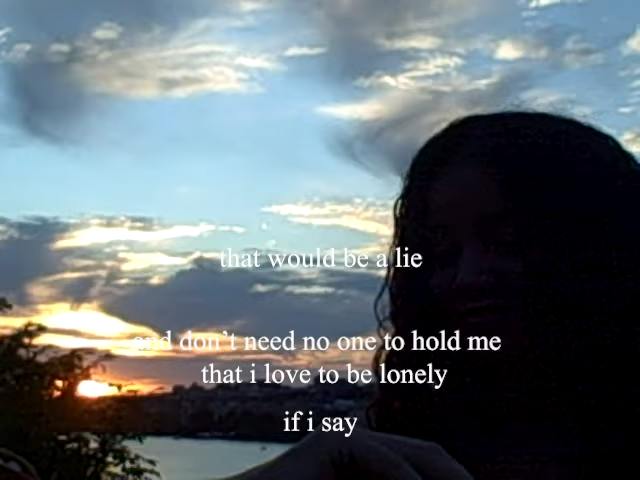 that would be a lie
and don't need no one to hold me
that i love to be lonely
if i say